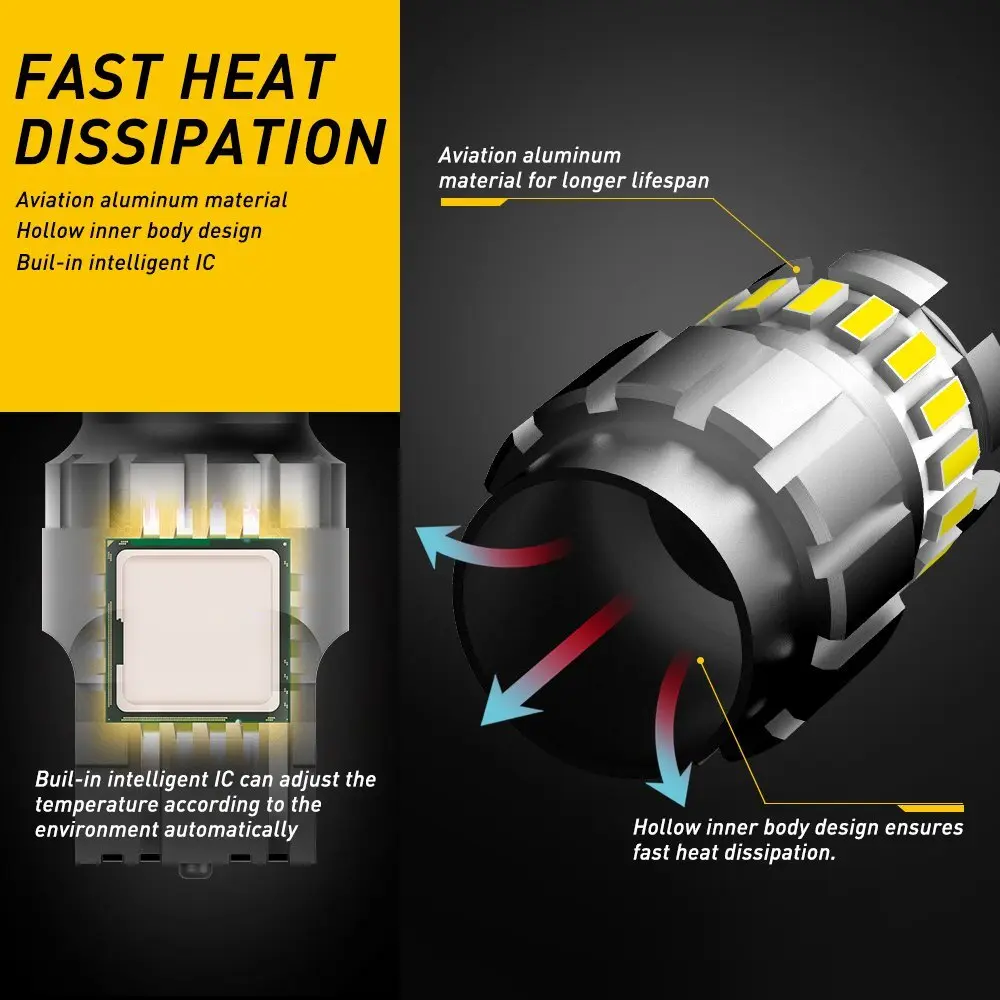 FAST HEAT
DISSIPATION
Aviation aluminum material
Hollow inner body design
Buil-in intelligent IC
Aviation aluminum
material for longer lifespan
Buil-in intelligent IC can adjust the
temperature according to the
environment automatically
Hollow inner body design ensures
fast heat dissipation.